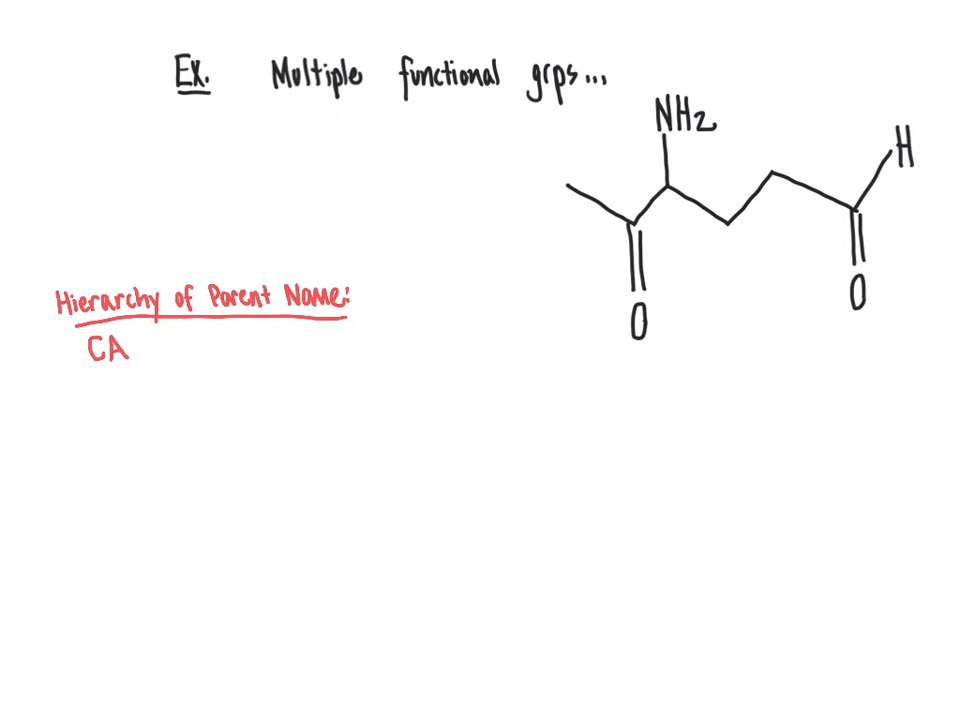 Ex. Multiple functional grps...
NH2
H
O
O
Hierarchy of Parent Name:
CA